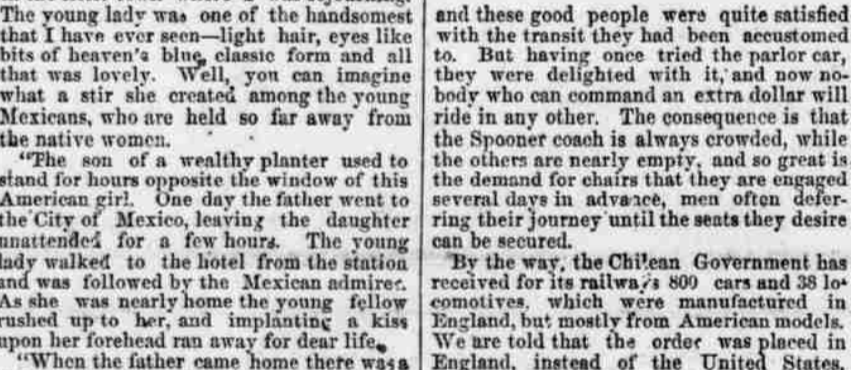 The young lady was one of the handsomest
that I have ever seen—light hair, eyes like
bits of heaven's blue, classic form and all
that was lovely. Well, you can imagine
what a stir she created among the young
Mexicans, who are held so far away from
the native women.
"The son of a wealthy planter used to
stand for hours opposite the window of this
American girl. One day the father went to
the City of Mexico, leaving the daughter
unattended for a few hours. The young
lady walked to the hotel from the station
and was followed by the Mexican admirer.
As she was nearly home the young fellow
rushed up to her, and implanting a kiss
upon her forehead ran away for dear life.
"When the father came home there was a
and these good people were quite satisfied
with the transit they had been accustomed
to. But having once tried the parlor car,
they were delighted with it, and now no-
body who can command an extra dollar will
ride in any other. The consequence is that
the Spooner coach is always crowded, while
the others are nearly empty, and so great is
the demand for chairs that they are engaged
several days in advance, men often defer-
ring their journey until the seats they desire
can be secured.
By the way, the Chilean Government has
received for its railways 800 cars and 38 lo-
comotives, which were manufactured in
England, but mostly from American models.
We are told that the order was placed in
England, instead of the United States,